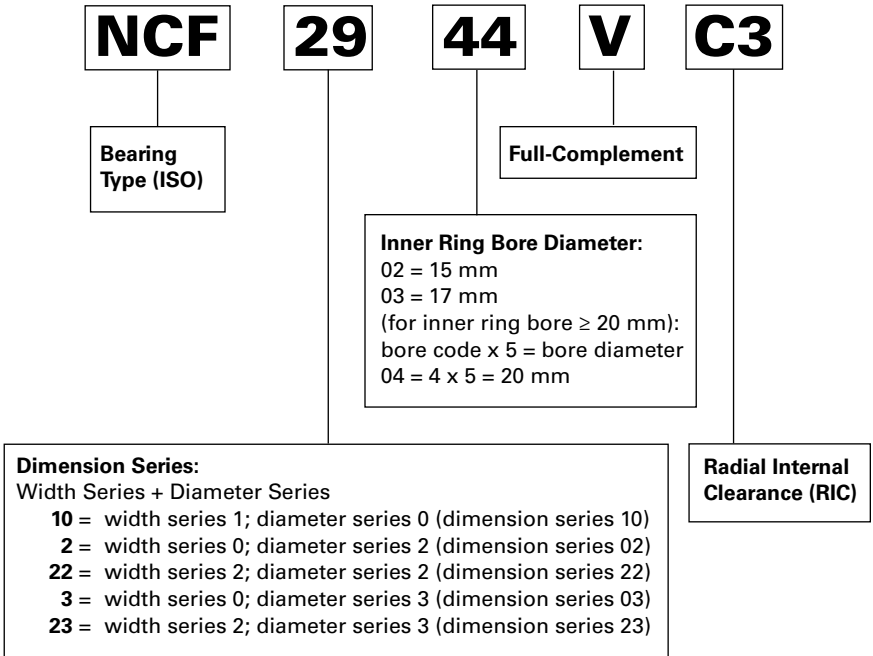 NCF 29 44 V C3
Bearing
Type (ISO)
Full-Complement
Inner Ring Bore Diameter:
02 = 15 mm
03 = 17 mm
(for inner ring bore ≥ 20 mm):
bore code x 5 = bore diameter
04 = 4 x 5 = 20 mm
Dimension Series:
Width Series + Diameter Series
10 = width series 1; diameter series 0 (dimension series 10)
2 = width series 0; diameter series 2 (dimension series 02)
22 = width series 2; diameter series 2 (dimension series 22)
3 = width series 0; diameter series 3 (dimension series 03)
23 = width series 2; diameter series 3 (dimension series 23)
Radial Internal
Clearance (RIC)